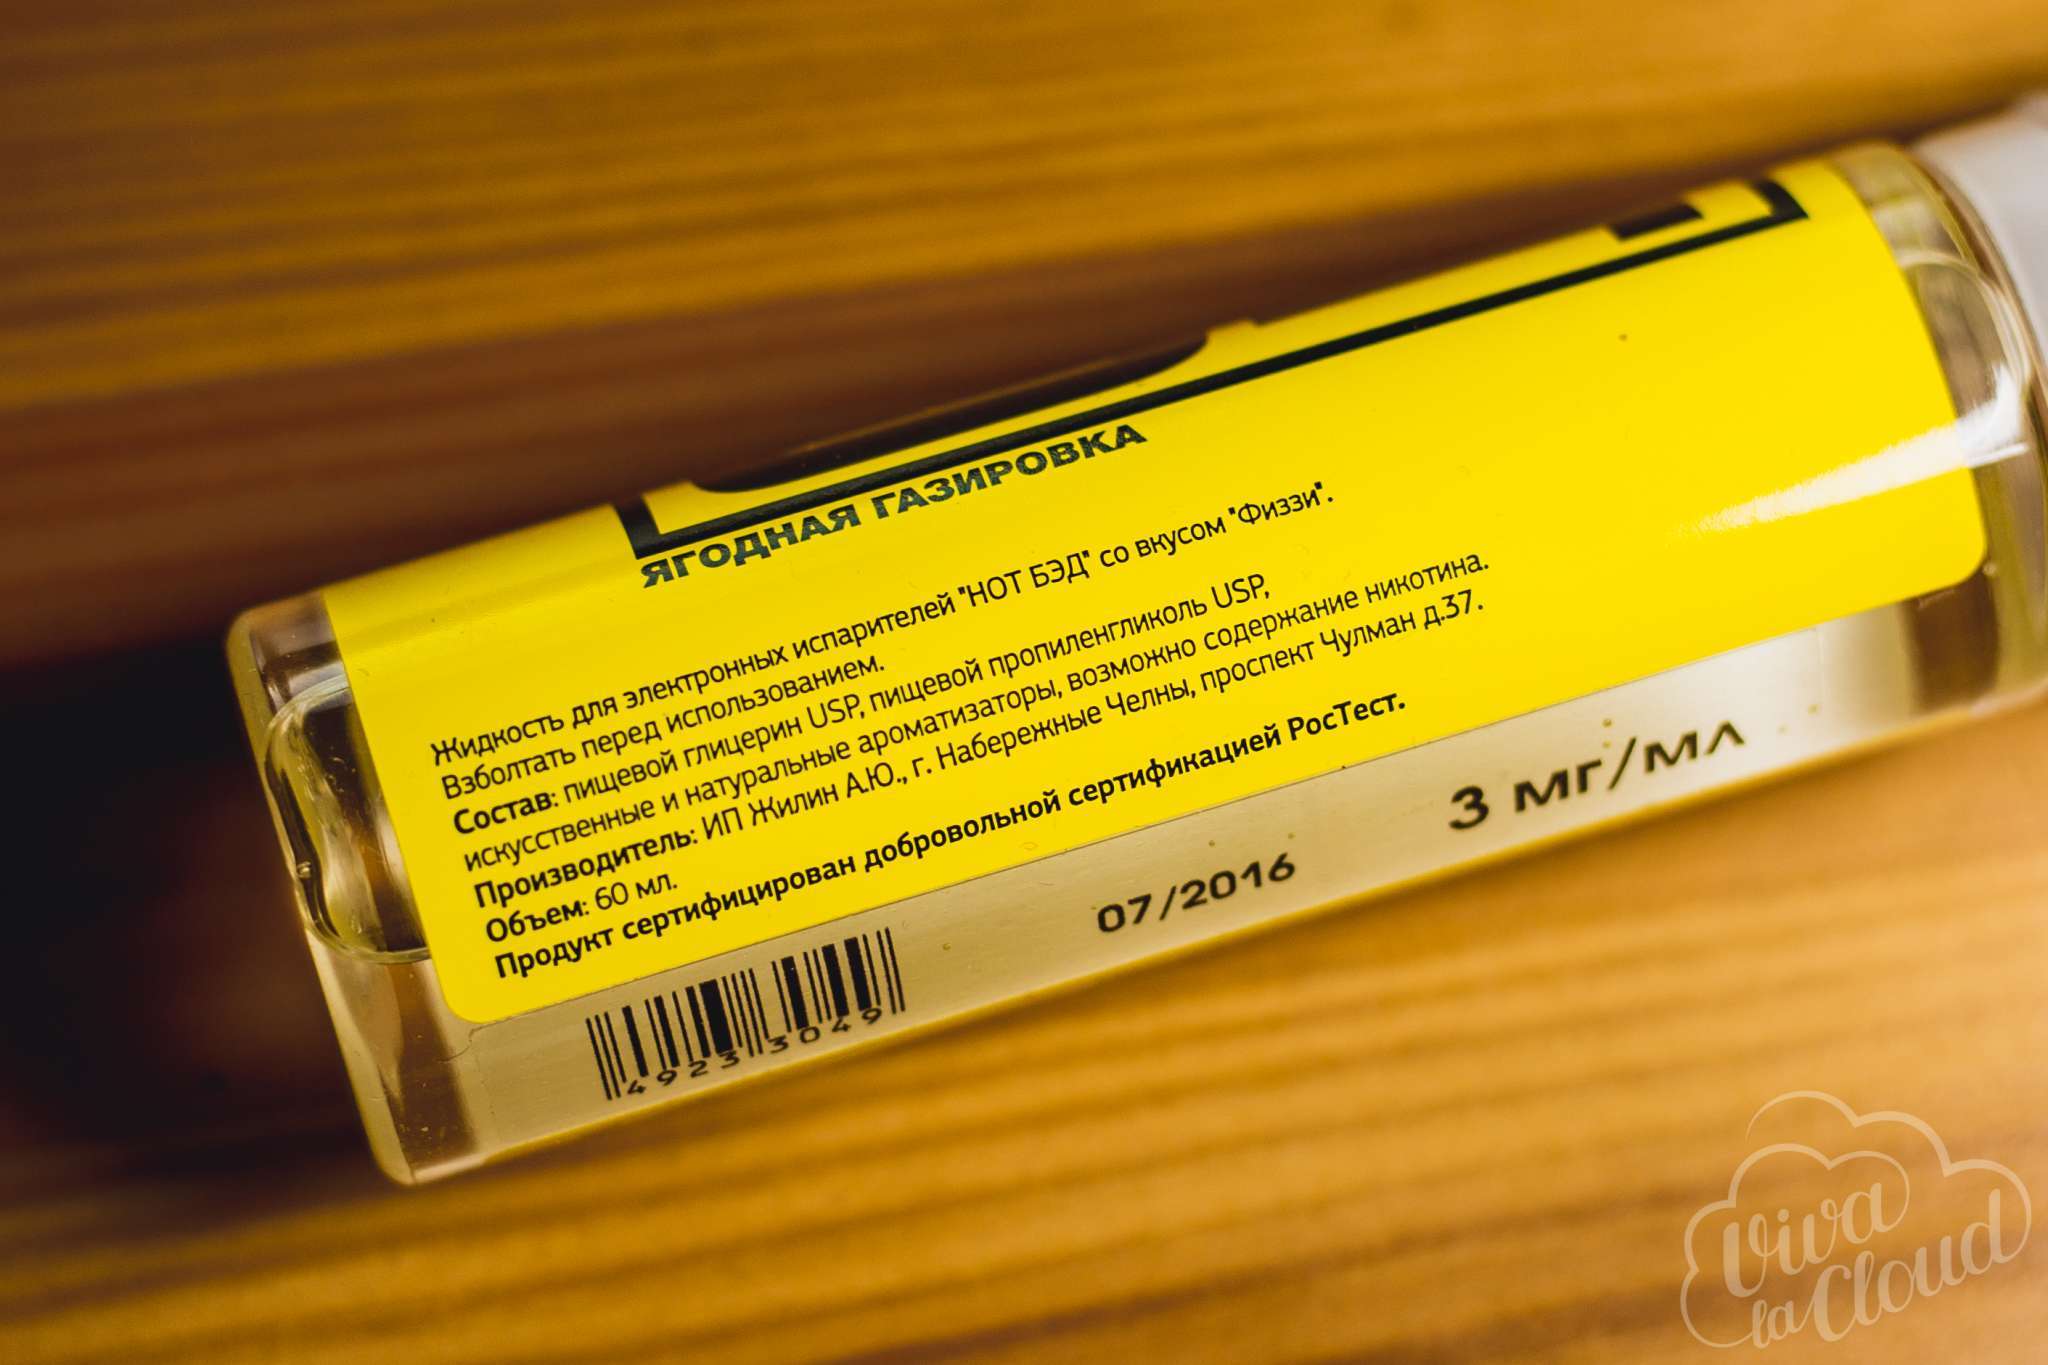 ЯГОДНАЯ ГАЗИРОВКА
Жидкость для электронных испарителей "НОТ БЭД" со вкусом "Физзи".
Взболтать перед использованием.
Состав: пищевой глицерин USP, пищевой пропиленгликоль USP,
искусственные и натуральные ароматизаторы, возможно содержание никотина.
Производитель: ИП Жилин А.Ю., г. Набережные Челны, проспект Чулман д.37.
Объем: 60 мл.
Продукт сертифицирован добровольной сертификацией РосТест.
4923 3049
07/2016
3 мг/мл
Viva
la Cloud